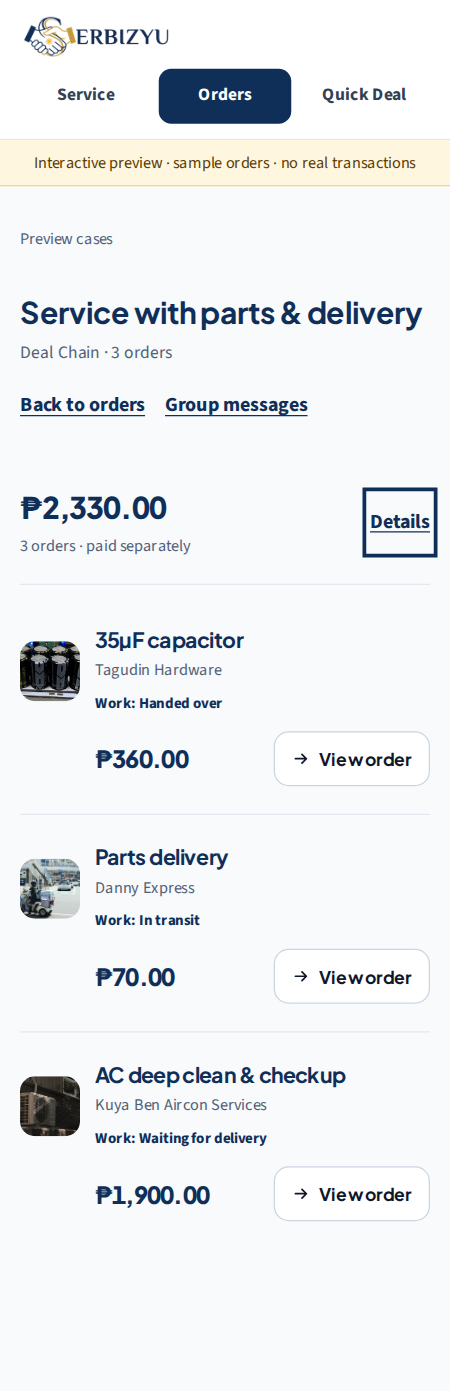 ERBIZYU
Service Orders Quick Deal
Interactive preview · sample orders · no real transactions
Preview cases
Service with parts & delivery
Deal Chain · 3 orders
Back to orders Group messages
₱2,330.00
Details
3 orders · paid separately
35µF capacitor
Tagudin Hardware
Work: Handed over
₱360.00
→ View order
Parts delivery
Danny Express
Work: In transit
₱70.00
→ View order
AC deep clean & checkup
Kuya Ben Aircon Services
Work: Waiting for delivery
₱1,900.00
→ View order